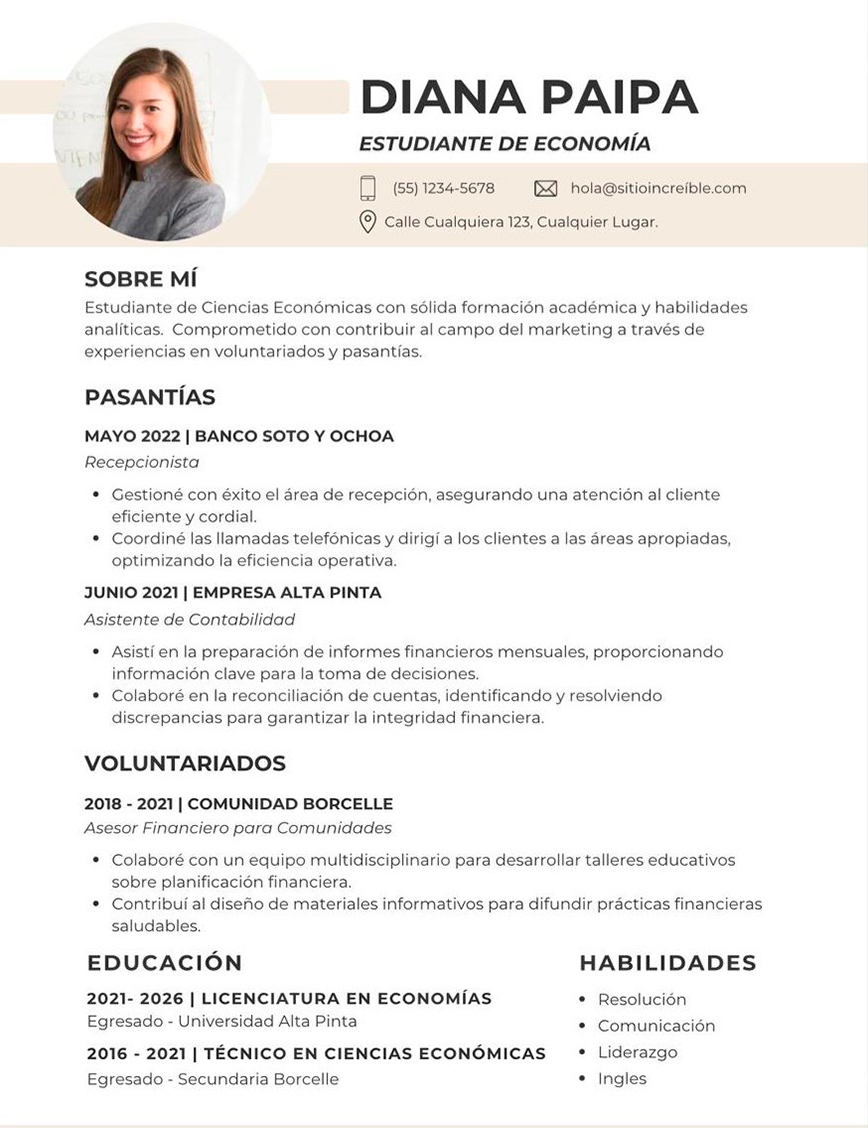 DIANA PAIPA
ESTUDIANTE DE ECONOMÍA
(55) 1234-5678 hola@sitioincreíble.com
Calle Cualquiera 123, Cualquier Lugar.
SOBRE MÍ
Estudiante de Ciencias Económicas con sólida formación académica y habilidades
analíticas.  Comprometido con contribuir al campo del marketing a través de
experiencias en voluntariados y pasantías.
PASANTÍAS
MAYO 2022 | BANCO SOTO Y OCHOA
Recepcionista
• Gestioné con éxito el área de recepción, asegurando una atención al cliente
eficiente y cordial.
• Coordiné las llamadas telefónicas y dirigí a los clientes a las áreas apropiadas,
optimizando la eficiencia operativa.
JUNIO 2021 | EMPRESA ALTA PINTA
Asistente de Contabilidad
• Asistí en la preparación de informes financieros mensuales, proporcionando
información clave para la toma de decisiones.
• Colaboré en la reconciliación de cuentas, identificando y resolviendo
discrepancias para garantizar la integridad financiera.
VOLUNTARIADOS
2018 - 2021 | COMUNIDAD BORCELLE
Asesor Financiero para Comunidades
• Colaboré con un equipo multidisciplinario para desarrollar talleres educativos
sobre planificación financiera.
• Contribuí al diseño de materiales informativos para difundir prácticas financieras
saludables.
EDUCACIÓN
2021- 2026 | LICENCIATURA EN ECONOMÍAS
Egresado - Universidad Alta Pinta
2016 - 2021 | TÉCNICO EN CIENCIAS ECONÓMICAS
Egresado - Secundaria Borcelle
HABILIDADES
• Resolución
• Comunicación
• Liderazgo
• Ingles